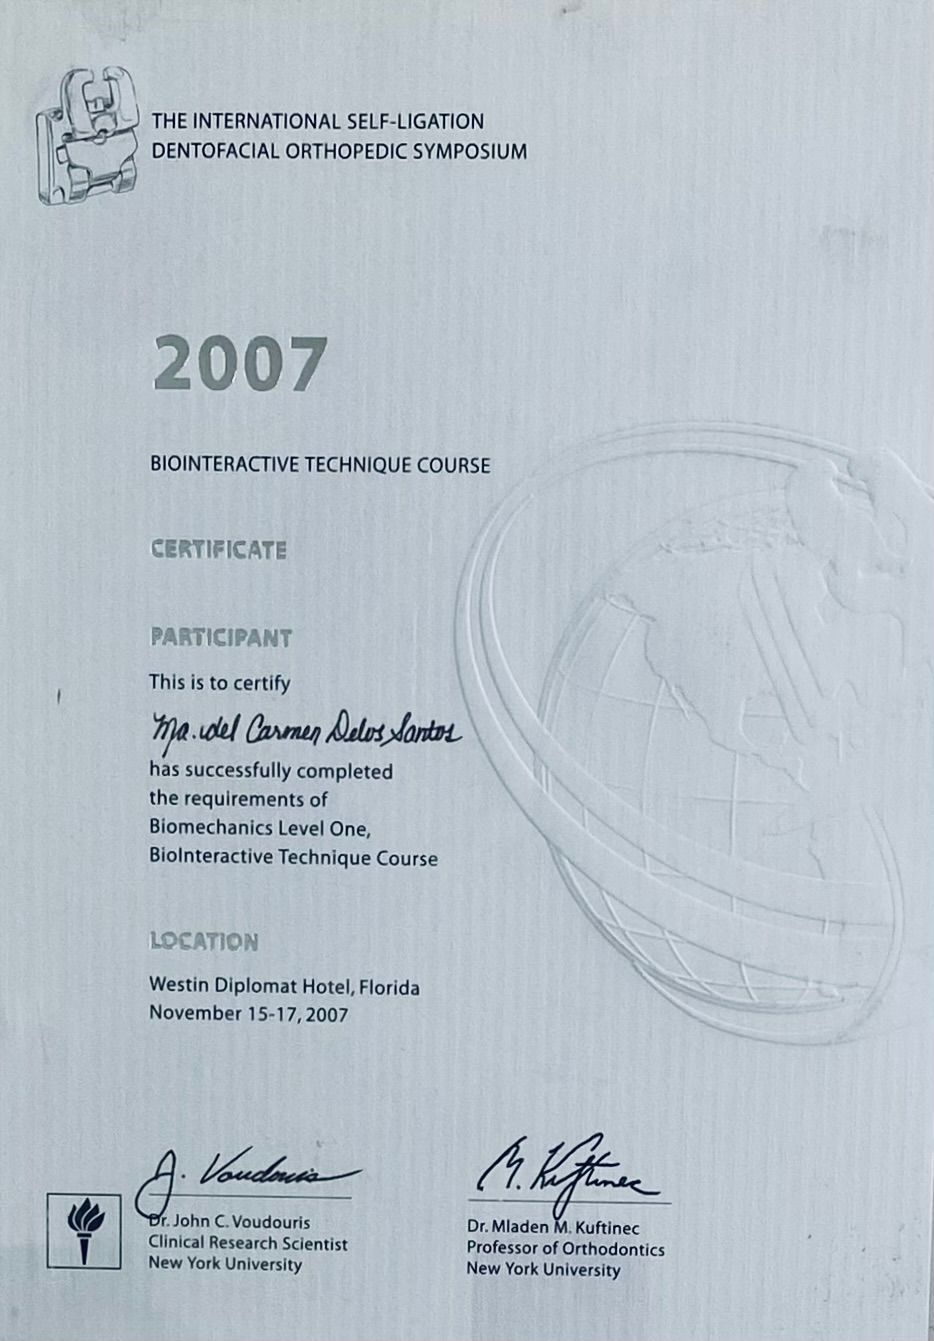 THE INTERNATIONAL SELF-LIGATION
DENTOFACIAL ORTHOPEDIC SYMPOSIUM
2007
BIOINTERACTIVE TECHNIQUE COURSE
CERTIFICATE
PARTICIPANT
This is to certify
Ma. del Carmen Delos Santos
has successfully completed
the requirements of
Biomechanics Level One,
BioInteractive Technique Course
LOCATION
Westin Diplomat Hotel, Florida
November 15-17, 2007
J. Voudouris
Dr. John C. Voudouris
Clinical Research Scientist
New York University
M. Kuftinec
Dr. Mladen M. Kuftinec
Professor of Orthodontics
New York University